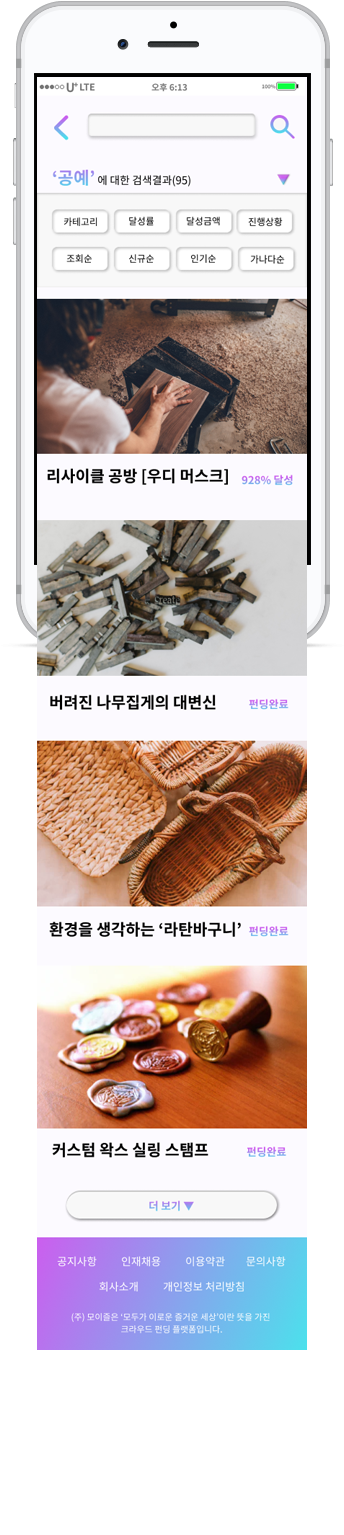 U+ LTE 오후 6:13 100%
‘공예’ 에 대한 검색결과(95)
카테고리 달성률 달성금액 진행상황
조회순 신규순 인기순 가나다순
리사이클 공방 [우디 머스크] 928% 달성
Create
버려진 나무집게의 대변신 펀딩완료
환경을 생각하는 ‘라탄바구니’ 펀딩완료
커스텀 왁스 실링 스탬프 펀딩완료
더 보기
공지사항 인재채용 이용약관 문의사항
회사소개 개인정보 처리방침
(주) 모이즐은 ‘모두가 이로운 즐거운 세상’이란 뜻을 가진
크라우드 펀딩 플랫폼입니다.